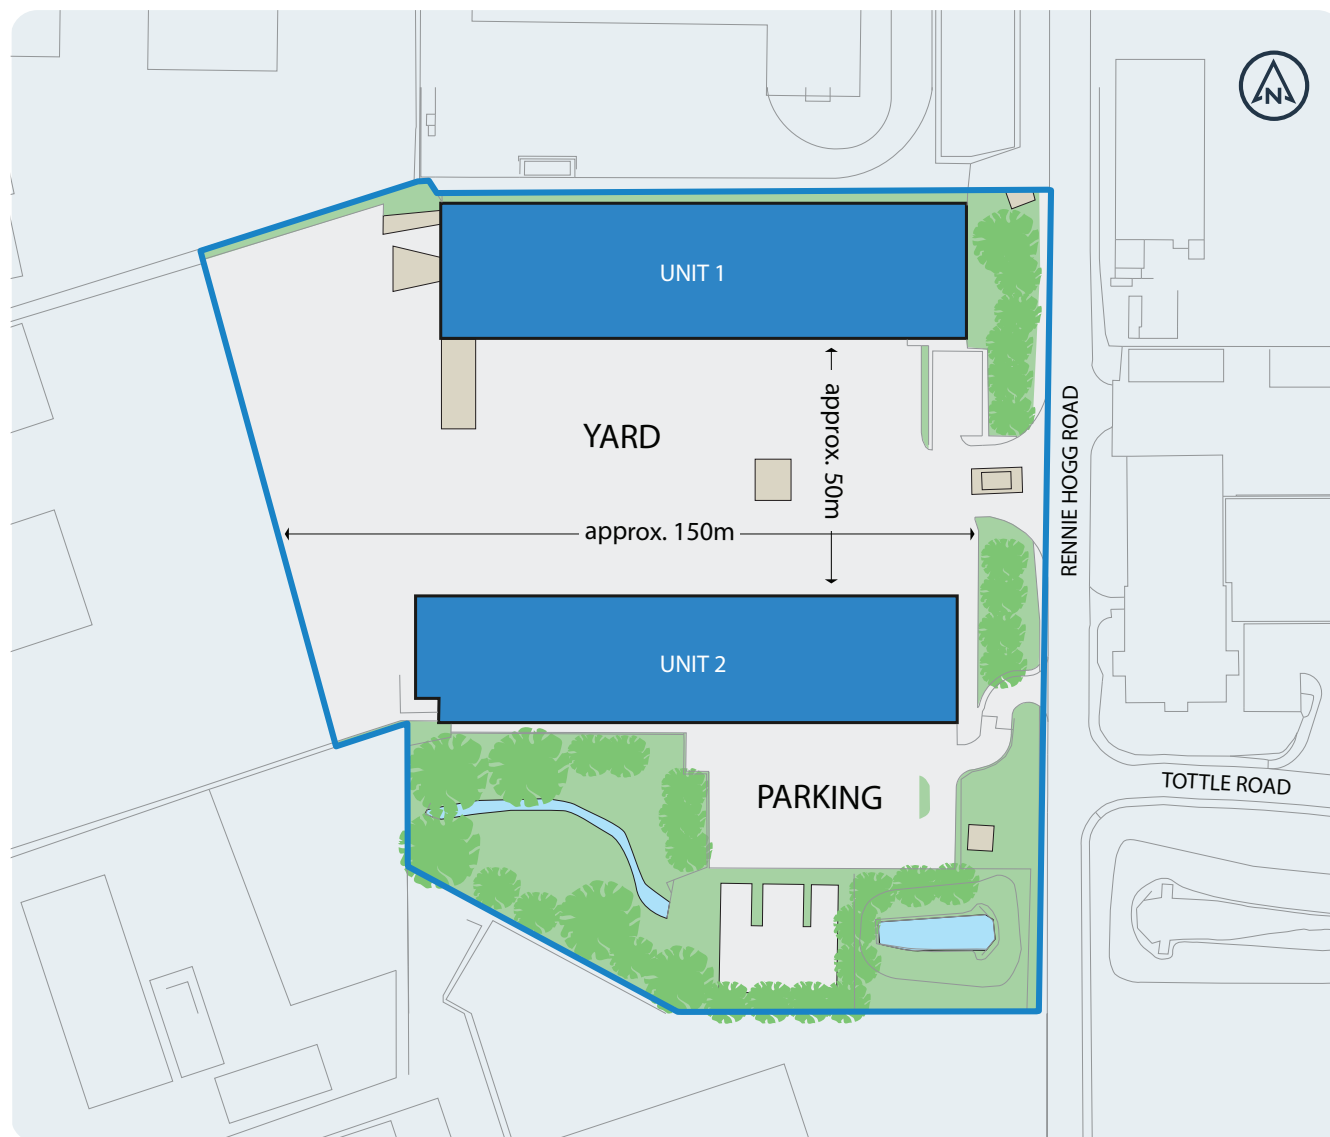 N
UNIT 1
YARD
approx. 50m
RENNIE HOGG ROAD
approx. 150m
UNIT 2
TOTTLE ROAD
PARKING